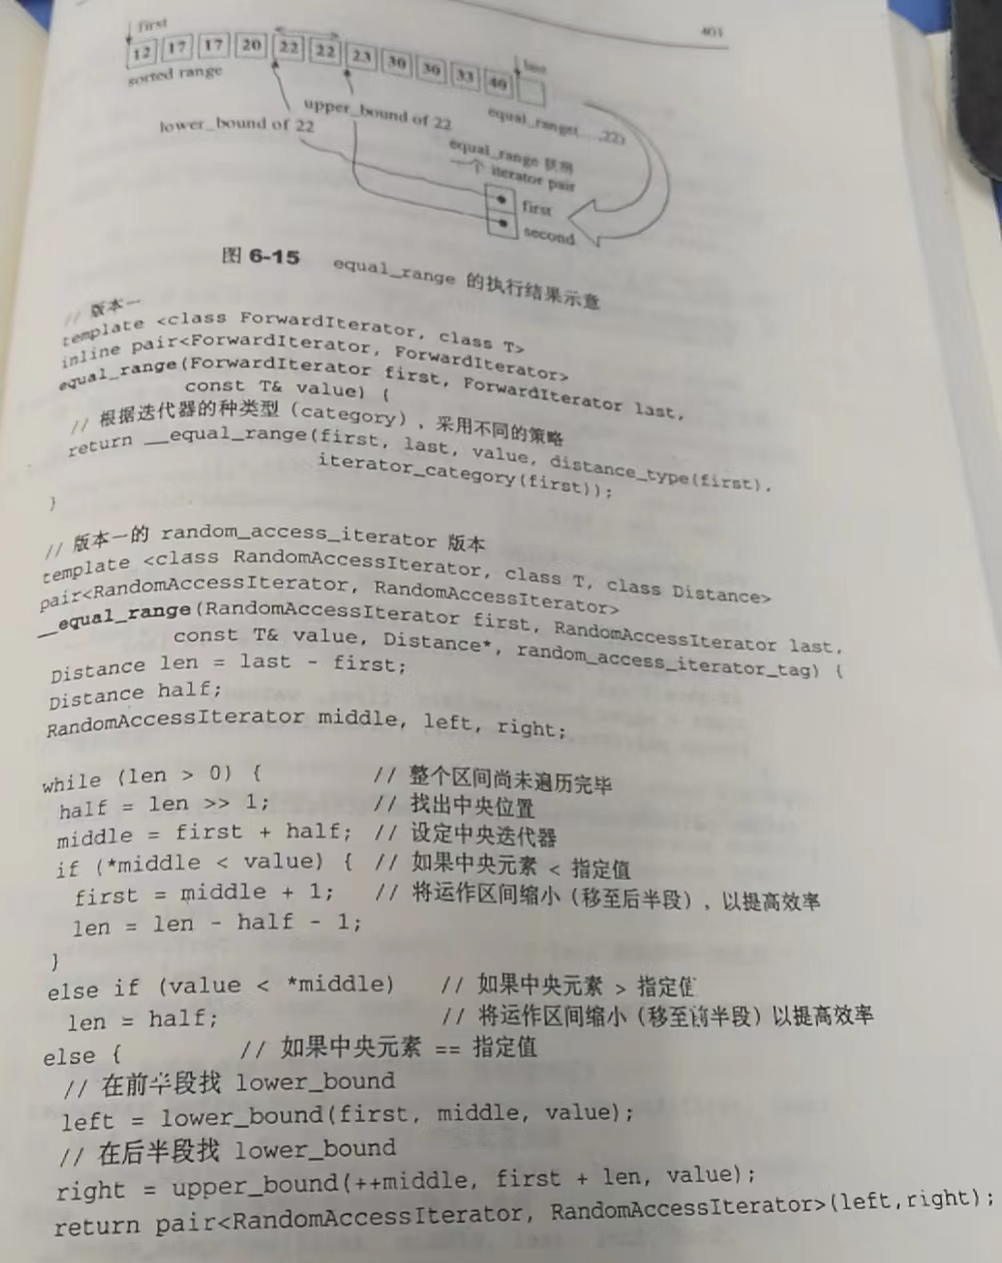 401
first
12 17 17 20 22 22 23 30 30 33 40
last
sorted range
lower_bound of 22
upper_bound of 22
equal_range(...,22)
equal_range
一个 iterator pair
first
second
图 6-15 equal_range 的执行结果示意
// 版本一
template <class ForwardIterator, class T>
inline pair<ForwardIterator, ForwardIterator>
equal_range(ForwardIterator first, ForwardIterator last,
const T& value) {
// 根据迭代器的种类型（category），采用不同的策略
return __equal_range(first, last, value, distance_type(first),
iterator_category(first));
}
// 版本一的 random_access_iterator 版本
template <class RandomAccessIterator, class T, class Distance>
pair<RandomAccessIterator, RandomAccessIterator>
__equal_range(RandomAccessIterator first, RandomAccessIterator last,
const T& value, Distance*, random_access_iterator_tag) {
Distance len = last - first;
Distance half;
RandomAccessIterator middle, left, right;
while (len > 0) { // 整个区间尚未遍历完毕
half = len >> 1; // 找出中央位置
middle = first + half; // 设定中央迭代器
if (*middle < value) { // 如果中央元素 < 指定值
first = middle + 1; // 将运作区间缩小（移至后半段），以提高效率
len = len - half - 1;
}
else if (value < *middle) // 如果中央元素 > 指定值
len = half; // 将运作区间缩小（移至前半段）以提高效率
else { // 如果中央元素 == 指定值
// 在前半段找 lower_bound
left = lower_bound(first, middle, value);
// 在后半段找 lower_bound
right = upper_bound(++middle, first + len, value);
return pair<RandomAccessIterator, RandomAccessIterator>(left,right);